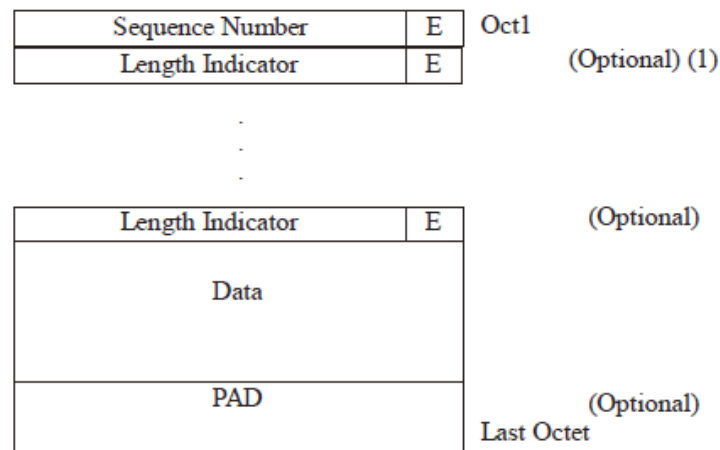 Sequence Number E Oct1
Length Indicator E (Optional) (1)
.
.
.
Length Indicator E (Optional)
Data
PAD (Optional)
Last Octet